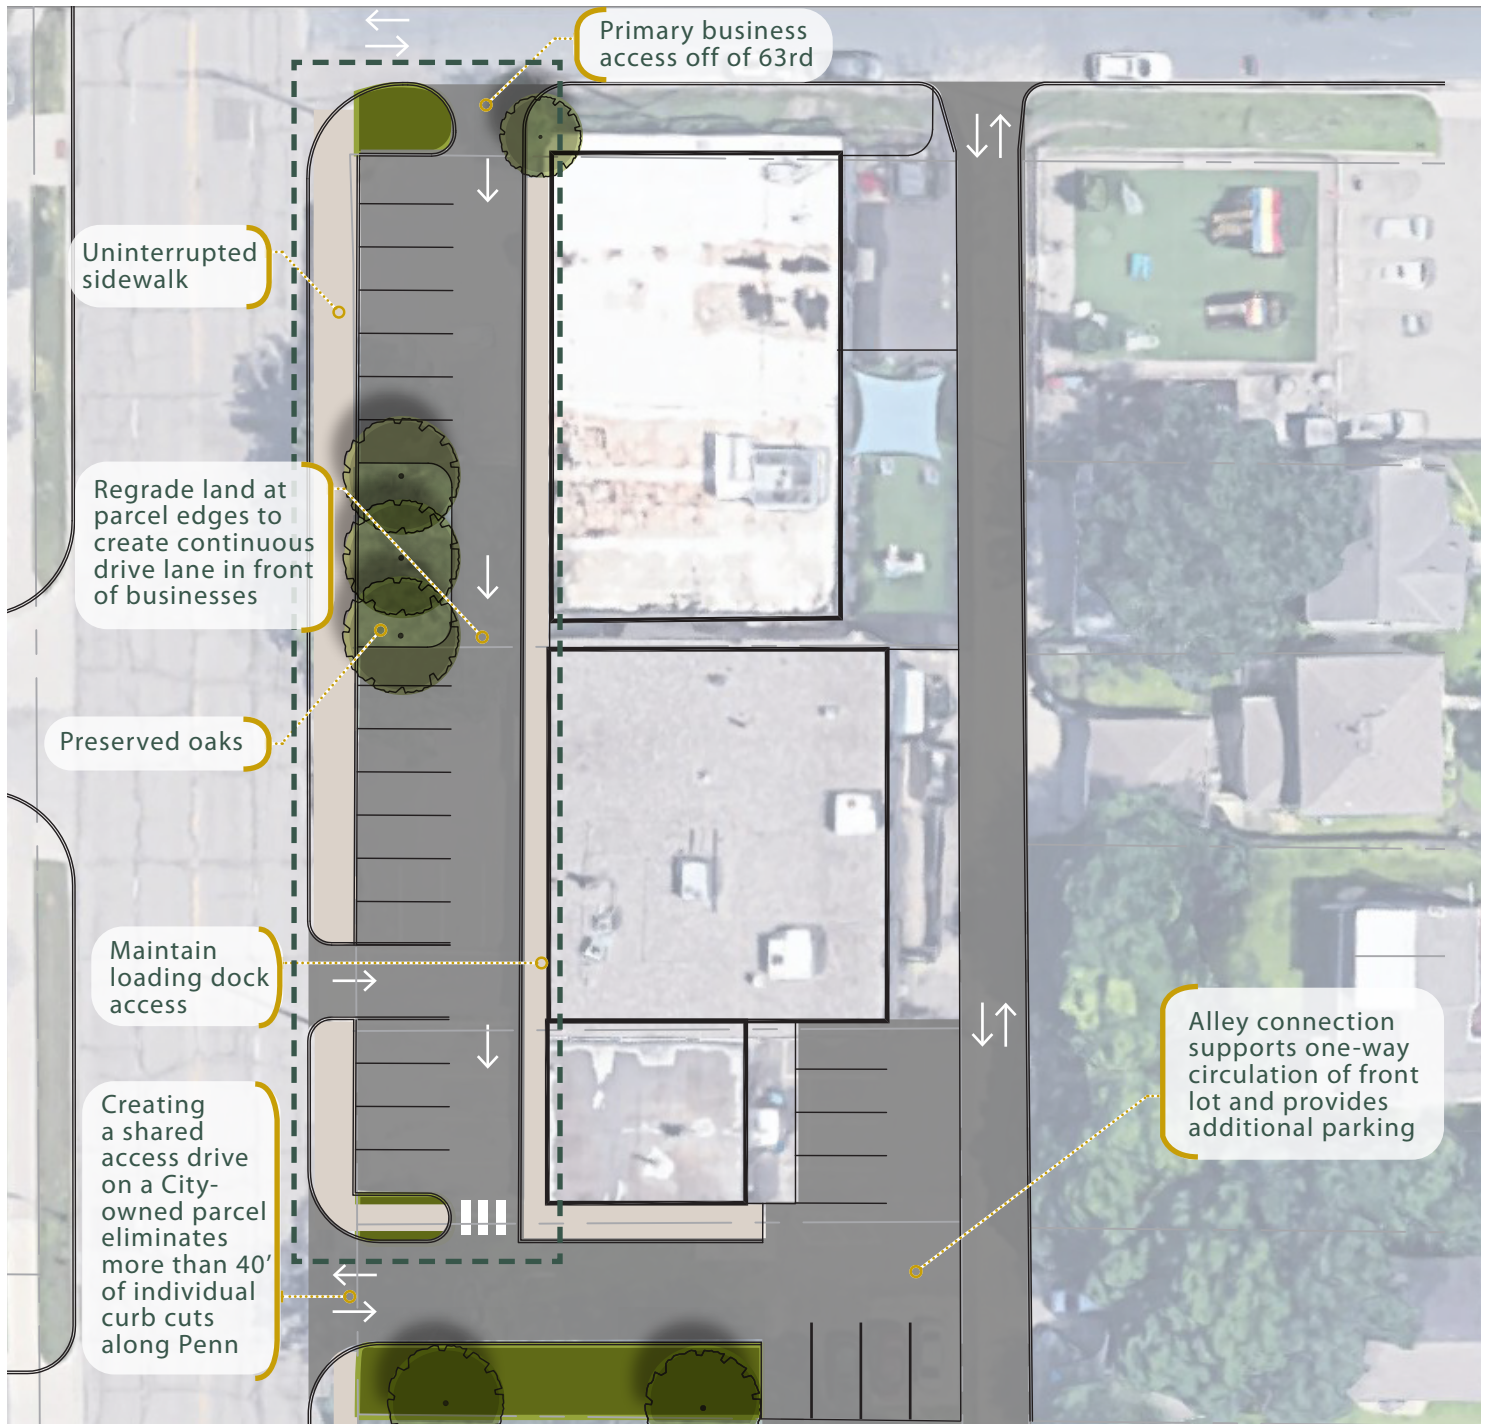 Primary business
access off of 63rd
Uninterrupted
sidewalk
Regrade land at
parcel edges to
create continuous
drive lane in front
of businesses
Preserved oaks
Maintain
loading dock
access
Alley connection
supports one-way
circulation of front
lot and provides
additional parking
Creating
a shared
access drive
on a City-
owned parcel
eliminates
more than 40’
of individual
curb cuts
along Penn